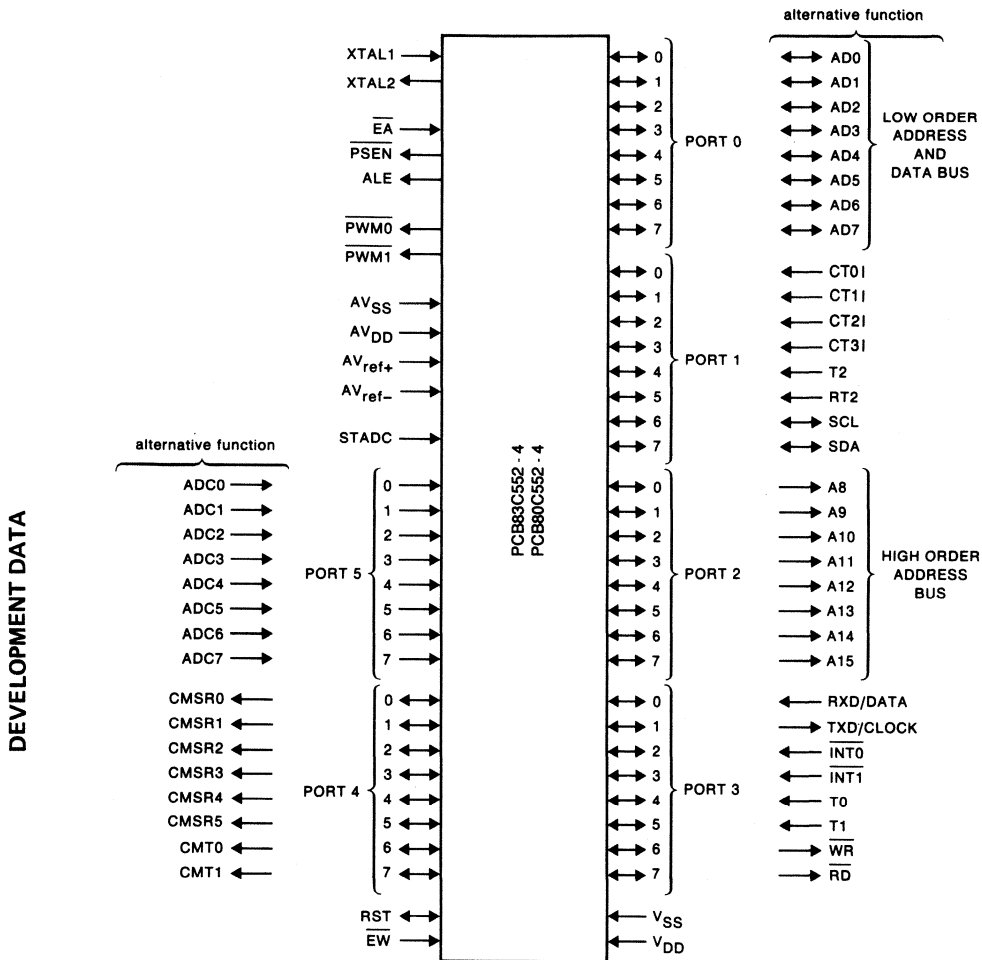 alternative function
XTAL1
XTAL2
EA
PSEN
ALE
PWM0
PWM1
AVSS
AVDD
AVref+
AVref−
STADC
alternative function
ADC0
ADC1
ADC2
ADC3
ADC4
ADC5
ADC6
ADC7
0
1
2
3
4
5
6
7
PORT 5
CMSR0
CMSR1
CMSR2
CMSR3
CMSR4
CMSR5
CMT0
CMT1
0
1
2
3
4
5
6
7
PORT 4
RST
EW
PCB83C552 - 4
PCB80C552 - 4
0
1
2
3
4
5
6
7
PORT 0
AD0
AD1
AD2
AD3
AD4
AD5
AD6
AD7
LOW ORDER
ADDRESS
AND
DATA BUS
0
1
2
3
4
5
6
7
PORT 1
CT0I
CT1I
CT2I
CT3I
T2
RT2
SCL
SDA
0
1
2
3
4
5
6
7
PORT 2
A8
A9
A10
A11
A12
A13
A14
A15
HIGH ORDER
ADDRESS
BUS
0
1
2
3
4
5
6
7
PORT 3
RXD/DATA
TXD/CLOCK
INT0
INT1
T0
T1
WR
RD
VSS
VDD
DEVELOPMENT DATA